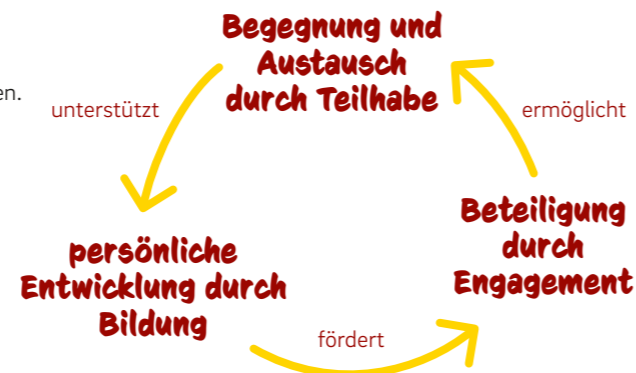 Begegnung und
Austausch
durch Teilhabe
en.
unterstützt
ermöglicht
Beteiligung
durch
Engagement
persönliche
Entwicklung durch
Bildung
fördert